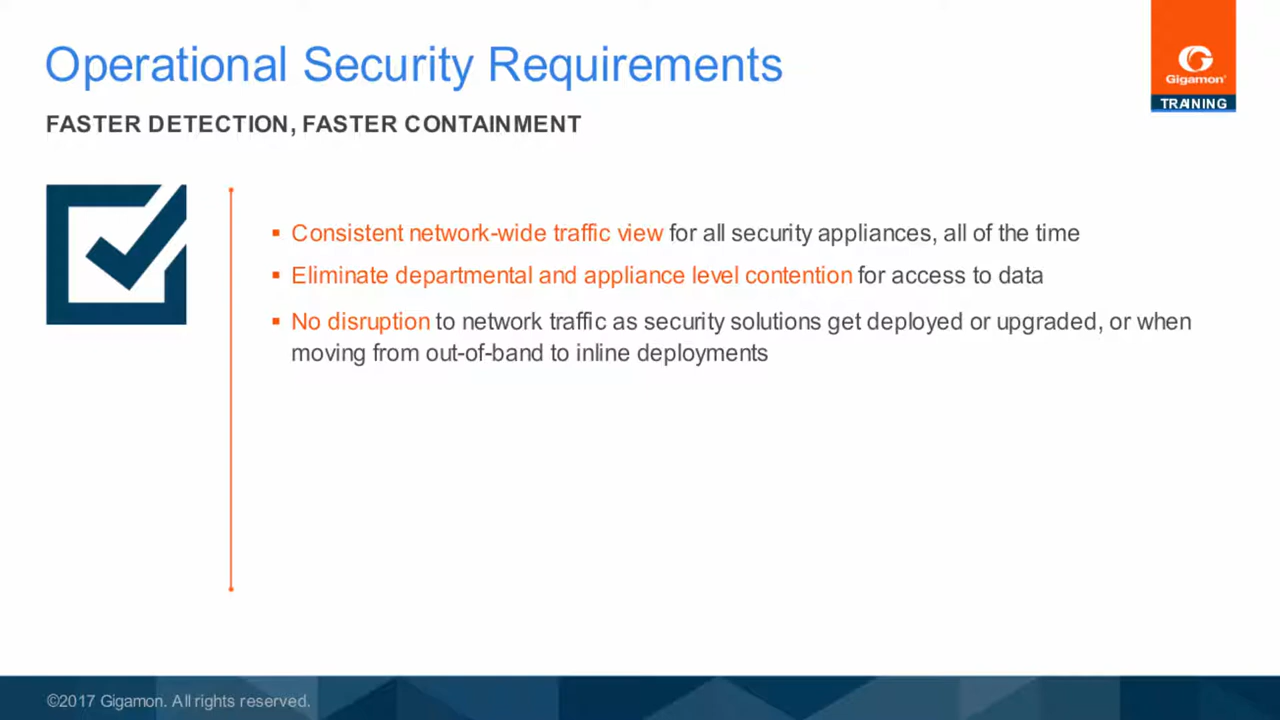 Operational Security Requirements
Gigamon®
TRAINING
FASTER DETECTION, FASTER CONTAINMENT
▪ Consistent network-wide traffic view for all security appliances, all of the time
▪ Eliminate departmental and appliance level contention for access to data
▪ No disruption to network traffic as security solutions get deployed or upgraded, or when
moving from out-of-band to inline deployments
©2017 Gigamon. All rights reserved.